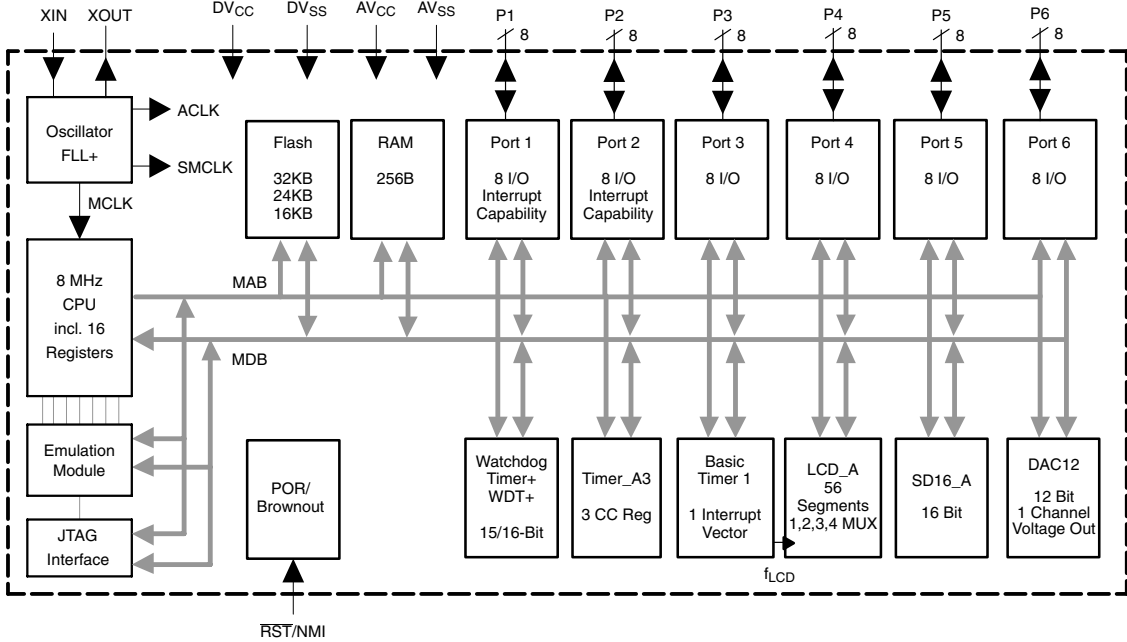 XIN XOUT DVCC DVSS AVCC AVSS P1 P2 P3 P4 P5 P6
8 8 8 8 8 8
Oscillator
FLL+
ACLK
SMCLK
MCLK
Flash
32KB
24KB
16KB
RAM
256B
Port 1
8 I/O
Interrupt
Capability
Port 2
8 I/O
Interrupt
Capability
Port 3
8 I/O
Port 4
8 I/O
Port 5
8 I/O
Port 6
8 I/O
8 MHz
CPU
incl. 16
Registers
MAB
MDB
Emulation
Module
JTAG
Interface
POR/
Brownout
Watchdog
Timer+
WDT+
15/16-Bit
Timer_A3
3 CC Reg
Basic
Timer 1
1 Interrupt
Vector
LCD_A
56
Segments
1,2,3,4 MUX
SD16_A
16 Bit
DAC12
12 Bit
1 Channel
Voltage Out
fLCD
RST/NMI